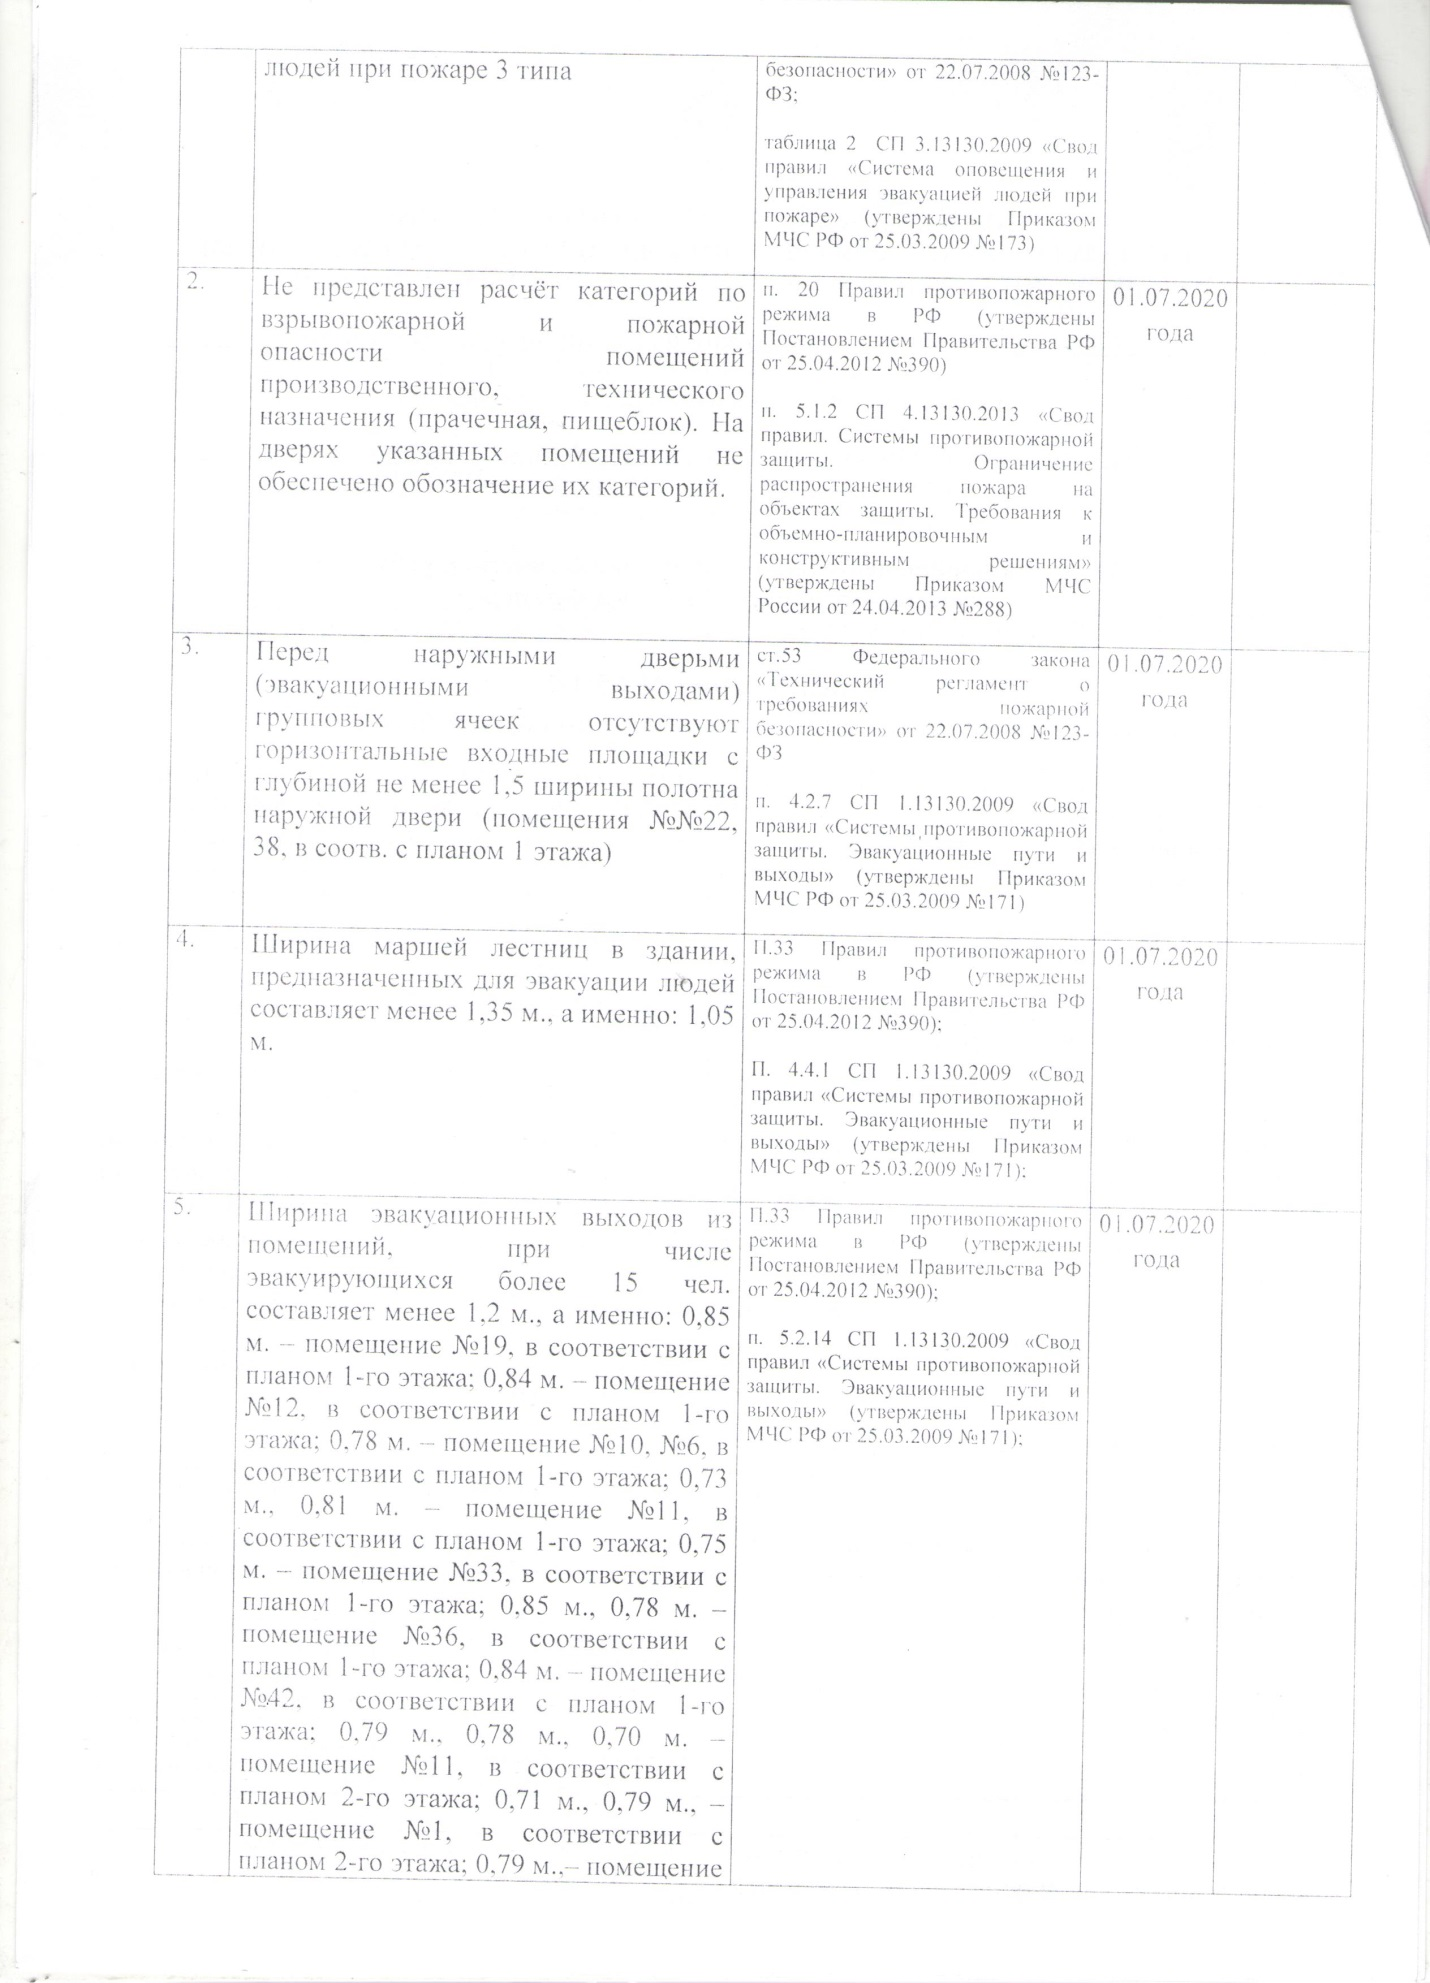 людей при пожаре 3 типа
безопасности» от 22.07.2008 №123-
ФЗ;
таблица 2 СП 3.13130.2009 «Свод
правил «Система оповещения и
управления эвакуацией людей при
пожаре» (утверждены Приказом
МЧС РФ от 25.03.2009 №173)
2.
Не представлен расчёт категорий по
взрывопожарной и пожарной
опасности помещений
производственного, технического
назначения (прачечная, пищеблок). На
дверях указанных помещений не
обеспечено обозначение их категорий.
п. 20 Правил противопожарного
режима в РФ (утверждены
Постановлением Правительства РФ
от 25.04.2012 №390)
п. 5.1.2 СП 4.13130.2013 «Свод
правил. Системы противопожарной
защиты. Ограничение
распространения пожара на
объектах защиты. Требования к
объемно-планировочным и
конструктивным решениям»
(утверждены Приказом МЧС
России от 24.04.2013 №288)
01.07.2020
года
3.
Перед наружными дверьми
(эвакуационными выходами)
групповых ячеек отсутствуют
горизонтальные входные площадки с
глубиной не менее 1,5 ширины полотна
наружной двери (помещения №№22,
38, в соотв. с планом 1 этажа)
ст.53 Федерального закона
«Технический регламент о
требованиях пожарной
безопасности» от 22.07.2008 №123-
ФЗ
п. 4.2.7 СП 1.13130.2009 «Свод
правил «Системы противопожарной
защиты. Эвакуационные пути и
выходы» (утверждены Приказом
МЧС РФ от 25.03.2009 №171)
01.07.2020
года
4.
Ширина маршей лестниц в здании,
предназначенных для эвакуации людей
составляет менее 1,35 м., а именно: 1,05
м.
П.33 Правил противопожарного
режима в РФ (утверждены
Постановлением Правительства РФ
от 25.04.2012 №390);
П. 4.4.1 СП 1.13130.2009 «Свод
правил «Системы противопожарной
защиты. Эвакуационные пути и
выходы» (утверждены Приказом
МЧС РФ от 25.03.2009 №171);
01.07.2020
года
5.
Ширина эвакуационных выходов из
помещений, при числе
эвакуирующихся более 15 чел.
составляет менее 1,2 м., а именно: 0,85
м. – помещение №19, в соответствии с
планом 1-го этажа; 0,84 м. – помещение
№12, в соответствии с планом 1-го
этажа; 0,78 м. – помещение №10, №6, в
соответствии с планом 1-го этажа; 0,73
м., 0,81 м. – помещение №11, в
соответствии с планом 1-го этажа; 0,75
м. – помещение №33, в соответствии с
планом 1-го этажа; 0,85 м., 0,78 м. –
помещение №36, в соответствии с
планом 1-го этажа; 0,84 м. – помещение
№42, в соответствии с планом 1-го
этажа; 0,79 м., 0,78 м., 0,70 м. –
помещение №11, в соответствии с
планом 2-го этажа; 0,71 м., 0,79 м., –
помещение №1, в соответствии с
планом 2-го этажа; 0,79 м.,– помещение
П.33 Правил противопожарного
режима в РФ (утверждены
Постановлением Правительства РФ
от 25.04.2012 №390);
п. 5.2.14 СП 1.13130.2009 «Свод
правил «Системы противопожарной
защиты. Эвакуационные пути и
выходы» (утверждены Приказом
МЧС РФ от 25.03.2009 №171);
01.07.2020
года